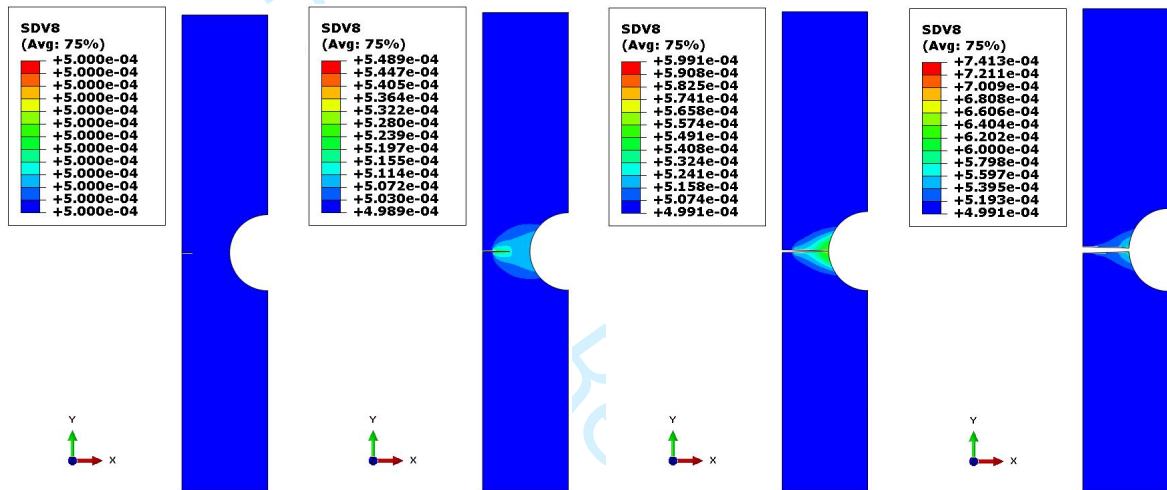 SDV8
(Avg: 75%)
+5.000e-04
+5.000e-04
+5.000e-04
+5.000e-04
+5.000e-04
+5.000e-04
+5.000e-04
+5.000e-04
+5.000e-04
+5.000e-04
+5.000e-04
+5.000e-04
+5.000e-04
Y
X
SDV8
(Avg: 75%)
+5.489e-04
+5.447e-04
+5.405e-04
+5.364e-04
+5.322e-04
+5.280e-04
+5.239e-04
+5.197e-04
+5.155e-04
+5.114e-04
+5.072e-04
+5.030e-04
+4.989e-04
Y
X
SDV8
(Avg: 75%)
+5.991e-04
+5.908e-04
+5.825e-04
+5.741e-04
+5.658e-04
+5.574e-04
+5.491e-04
+5.408e-04
+5.324e-04
+5.241e-04
+5.158e-04
+5.074e-04
+4.991e-04
Y
X
SDV8
(Avg: 75%)
+7.413e-04
+7.211e-04
+7.009e-04
+6.808e-04
+6.606e-04
+6.404e-04
+6.202e-04
+6.000e-04
+5.798e-04
+5.597e-04
+5.395e-04
+5.193e-04
+4.991e-04
Y
X